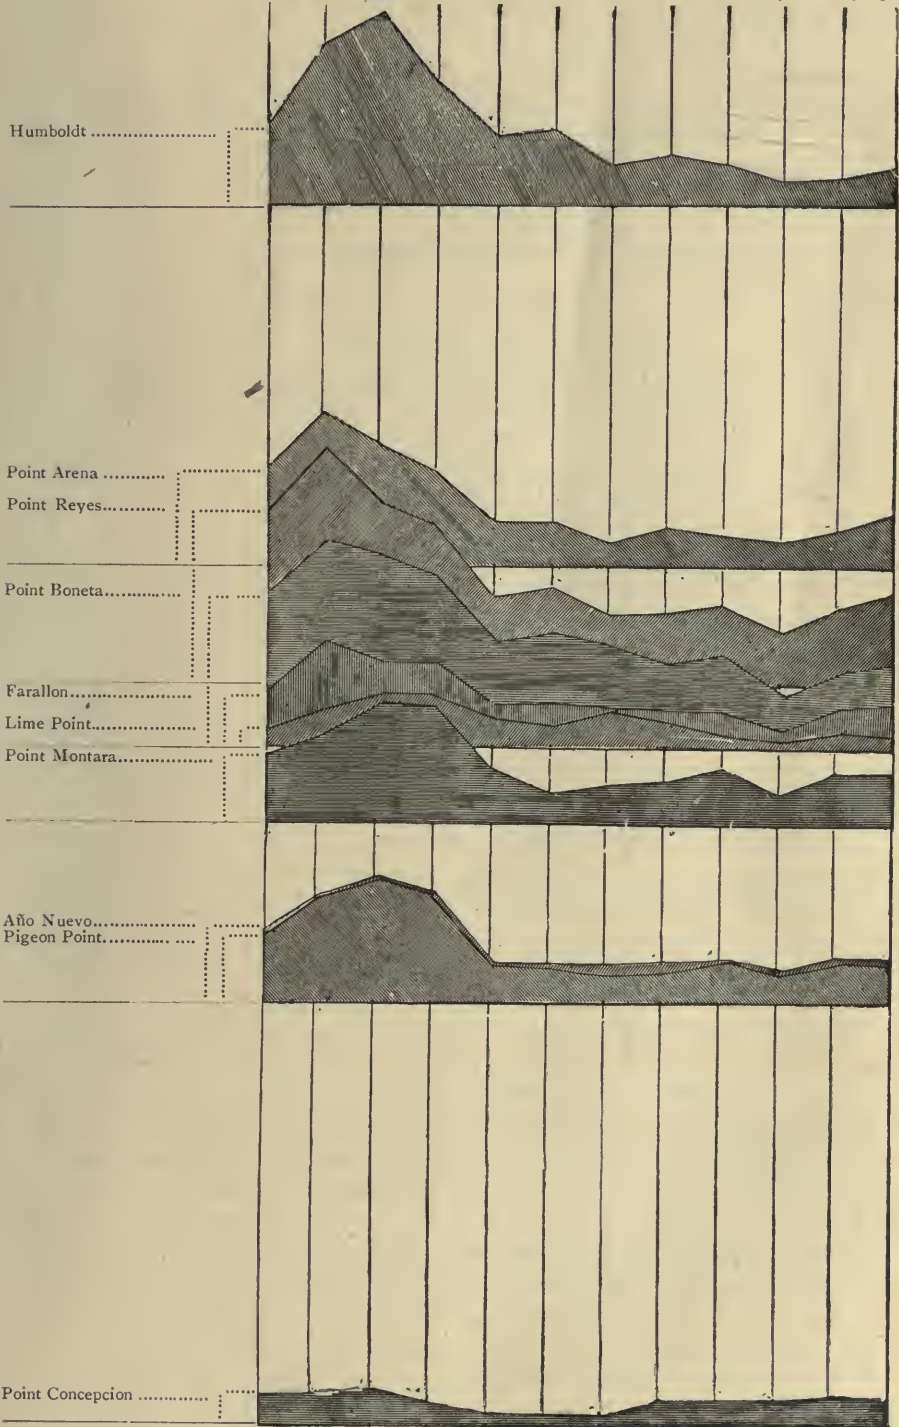 Humboldt
Point Arena
Point Reyes
Point Boneta
Farallon
Lime Point
Point Montara
Año Nuevo
Pigeon Point
Point Concepcion